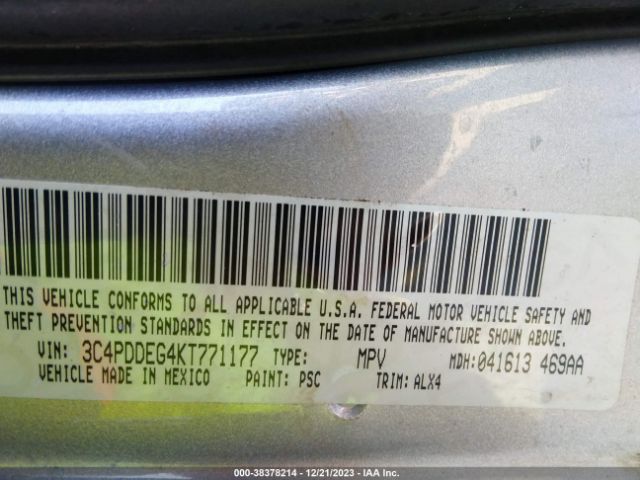 THIS VEHICLE CONFORMS TO ALL APPLICABLE U.S.A. FEDERAL MOTOR VEHICLE SAFETY AND
THEFT PREVENTION STANDARDS IN EFFECT ON THE DATE OF MANUFACTURE SHOWN ABOVE.
VIN: 3C4PDDEG4KT771177 TYPE: MPV MDH:041613 469AA
VEHICLE MADE IN MEXICO PAINT: PSC TRIM: ALX4
000-38378214 - 12/21/2023 - IAA Inc.